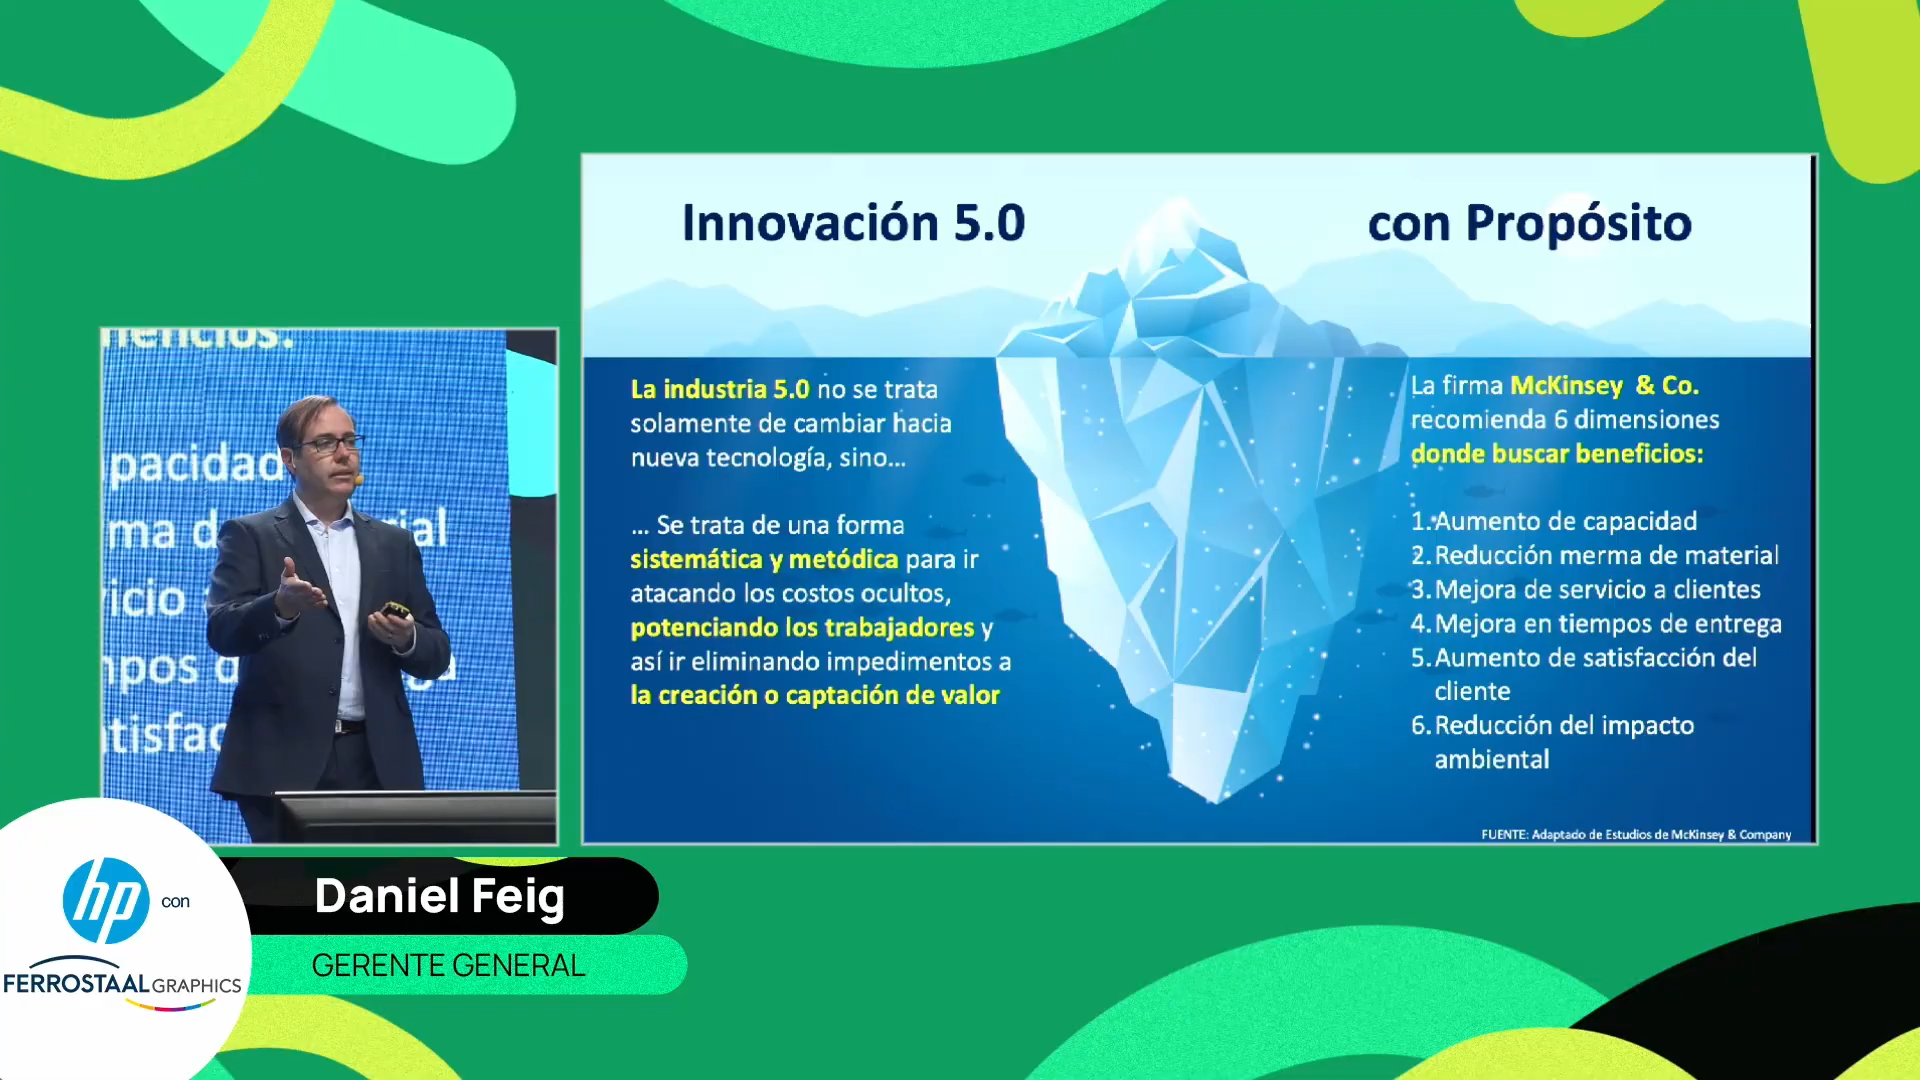 Innovación 5.0
con Propósito
La industria 5.0 no se trata
solamente de cambiar hacia
nueva tecnología, sino...
... Se trata de una forma
sistemática y metódica para ir
atacando los costos ocultos,
potenciando los trabajadores y
así ir eliminando impedimentos a
la creación o captación de valor
La firma McKinsey & Co.
recomienda 6 dimensiones
donde buscar beneficios:
1. Aumento de capacidad
2. Reducción merma de material
3. Mejora de servicio a clientes
4. Mejora en tiempos de entrega
5. Aumento de satisfacción del
cliente
6. Reducción del impacto
ambiental
FUENTE: Adaptado de Estudios de McKinsey & Company
Daniel Feig
GERENTE GENERAL
hp con
FERROSTAAL GRAPHICS